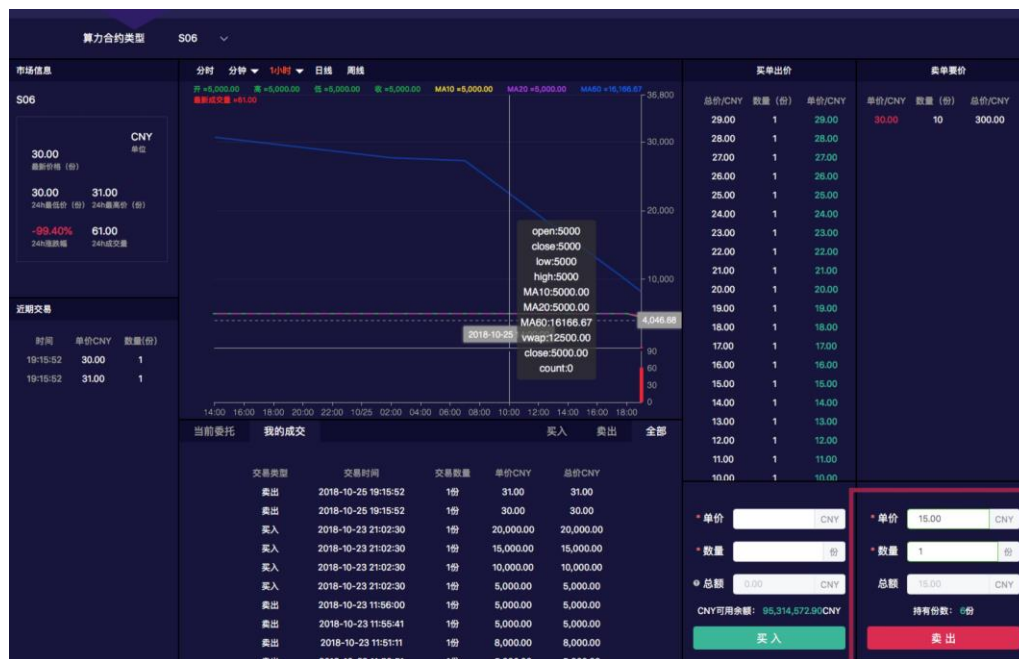 算力合约类型 S06
市场信息
S06
CNY
单位
30.00
最新价格（份）
30.00 31.00
24h最低价（份） 24h最高价（份）
-99.40% 61.00
24h涨跌幅 24h成交量
近期交易
时间 单价CNY 数量(份)
19:15:52 30.00 1
19:15:52 31.00 1
分时 分钟 1小时 日线 周线
开 =5,000.00 高 =5,000.00 低 =5,000.00 收 =5,000.00 MA10 =5,000.00 MA20 =5,000.00 MA60 =16,166.67
最新成交量 =61.00
36,800
30,000
20,000
10,000
4,046.68
90
60
30
0
open:5000
close:5000
low:5000
high:5000
MA10:5000.00
MA20:5000.00
MA60:16166.67
vwap:12500.00
close:5000.00
count:0
2018-10-25
14:00 16:00 18:00 20:00 22:00 10/25 02:00 04:00 06:00 08:00 10:00 12:00 14:00 16:00 18:00
当前委托 我的成交 买入 卖出 全部
交易类型 交易时间 交易数量 单价CNY 总价CNY
卖出 2018-10-25 19:15:52 1份 31.00 31.00
卖出 2018-10-25 19:15:52 1份 30.00 30.00
买入 2018-10-23 21:02:30 1份 20,000.00 20,000.00
买入 2018-10-23 21:02:30 1份 15,000.00 15,000.00
买入 2018-10-23 21:02:30 1份 10,000.00 10,000.00
买入 2018-10-23 21:02:30 1份 5,000.00 5,000.00
卖出 2018-10-23 11:56:00 1份 5,000.00 5,000.00
卖出 2018-10-23 11:55:41 1份 5,000.00 5,000.00
卖出 2018-10-23 11:51:11 1份 8,000.00 8,000.00
买单出价
总价/CNY 数量（份） 单价/CNY
29.00 1 29.00
28.00 1 28.00
27.00 1 27.00
26.00 1 26.00
25.00 1 25.00
24.00 1 24.00
23.00 1 23.00
22.00 1 22.00
21.00 1 21.00
20.00 1 20.00
19.00 1 19.00
18.00 1 18.00
17.00 1 17.00
16.00 1 16.00
15.00 1 15.00
14.00 1 14.00
13.00 1 13.00
12.00 1 12.00
11.00 1 11.00
10.00 1 10.00
卖单要价
单价/CNY 数量（份） 总价/CNY
30.00 10 300.00
* 单价 CNY
* 数量 份
总额 0.00 CNY
CNY可用余额： 95,314,572.90CNY
买入
* 单价 15.00 CNY
* 数量 1 份
总额 15.00 CNY
持有份数： 6份
卖出